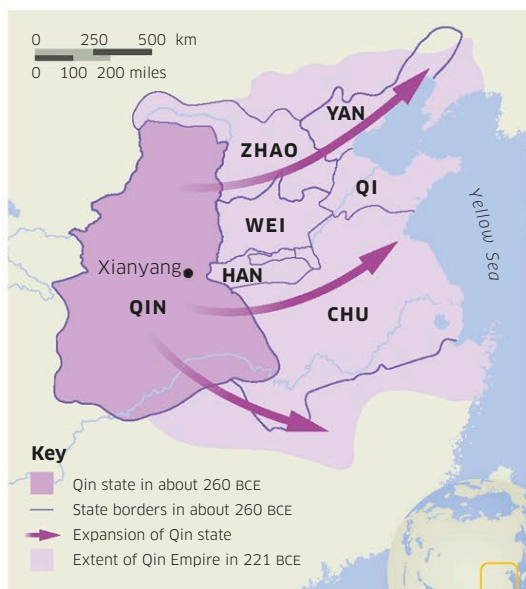 0 250 500 km
0 100 200 miles
YAN
ZHAO
QI
WEI
Yellow Sea
Xianyang
HAN
QIN
CHU
Key
Qin state in about 260 BCE
State borders in about 260 BCE
Expansion of Qin state
Extent of Qin Empire in 221 BCE